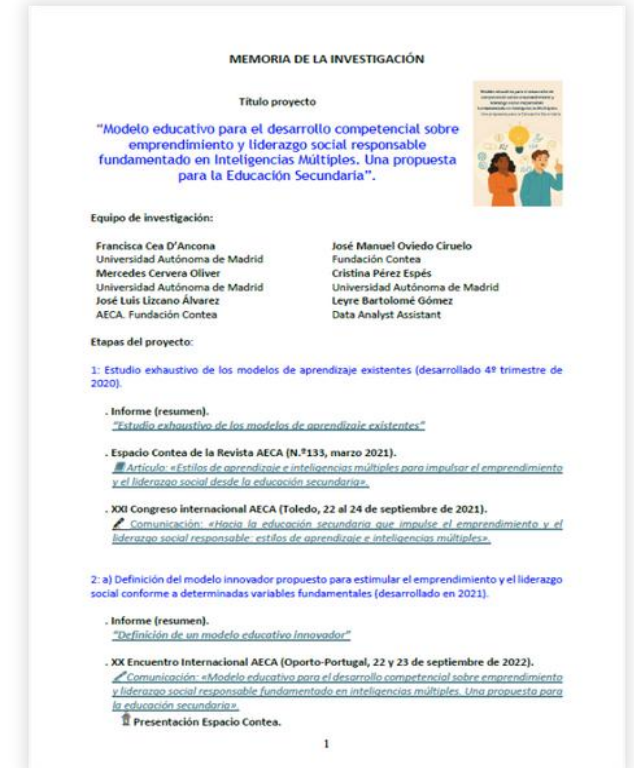 MEMORIA DE LA INVESTIGACIÓN
Título proyecto
"Modelo educativo para el desarrollo competencial sobre
emprendimiento y liderazgo social responsable
fundamentado en Inteligencias Múltiples. Una propuesta
para la Educación Secundaria".
Equipo de investigación:
Francisca Cea D'Ancona
Universidad Autónoma de Madrid
Mercedes Cervera Oliver
Universidad Autónoma de Madrid
José Luis Lizcano Álvarez
AECA. Fundación Contea
José Manuel Oviedo Ciruelo
Fundación Contea
Cristina Pérez Espés
Universidad Autónoma de Madrid
Leyre Bartolomé Gómez
Data Analyst Assistant
Etapas del proyecto:
1: Estudio exhaustivo de los modelos de aprendizaje existentes (desarrollado 4º trimestre de
2020).
. Informe (resumen).
"Estudio exhaustivo de los modelos de aprendizaje existentes"
. Espacio Contea de la Revista AECA (N.º133, marzo 2021).
Artículo: «Estilos de aprendizaje e inteligencias múltiples para impulsar el emprendimiento
y el liderazgo social desde la educación secundaria».
. XXI Congreso internacional AECA (Toledo, 22 al 24 de septiembre de 2021).
Comunicación: «Hacia la educación secundaria que impulse el emprendimiento y el
liderazgo social responsable: estilos de aprendizaje e inteligencias múltiples».
2: a) Definición del modelo innovador propuesto para estimular el emprendimiento y el liderazgo
social conforme a determinadas variables fundamentales (desarrollado en 2021).
. Informe (resumen).
"Definición de un modelo educativo innovador"
. XX Encuentro Internacional AECA (Oporto-Portugal, 22 y 23 de septiembre de 2022).
Comunicación: «Modelo educativo para el desarrollo competencial sobre emprendimiento
y liderazgo social responsable fundamentado en inteligencias múltiples. Una propuesta para
la educación secundaria».
Presentación Espacio Contea.
1